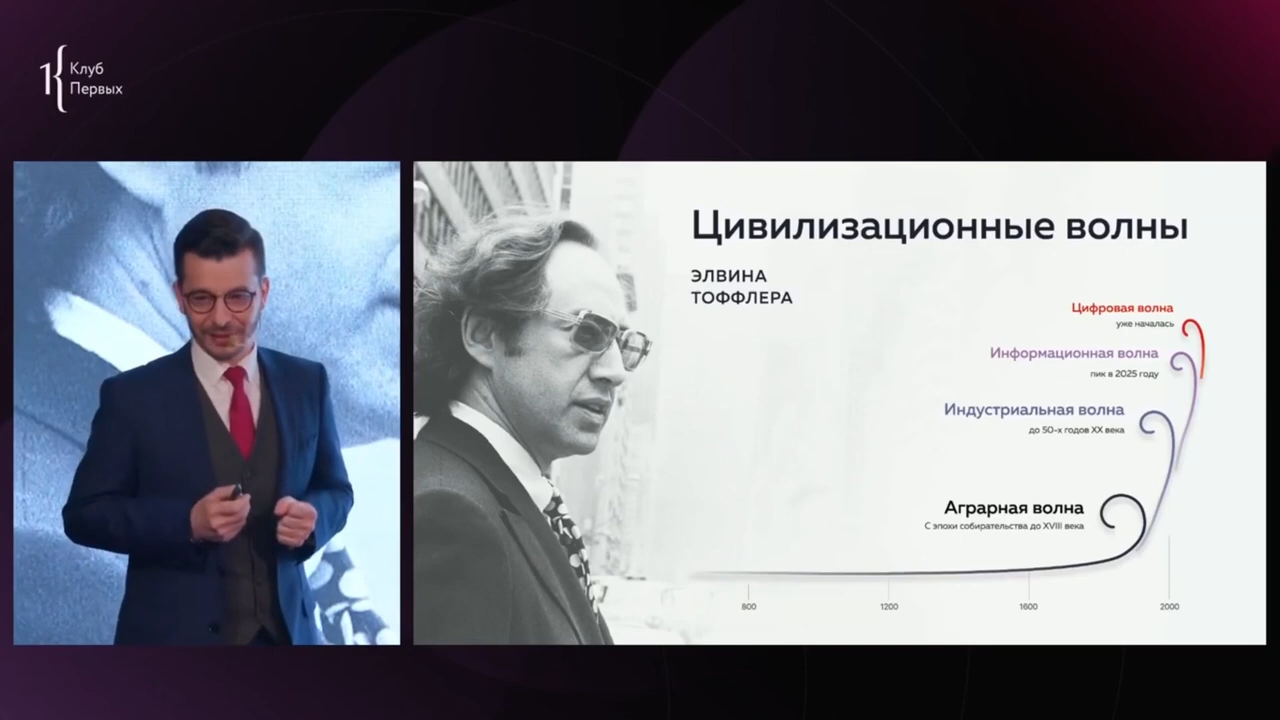 Клуб
Первых
Цивилизационные волны
ЭЛВИНА
ТОФФЛЕРА
Цифровая волна
уже началась
Информационная волна
пик в 2025 году
Индустриальная волна
до 50-х годов XX века
Аграрная волна
С эпохи собирательства до XVIII века
800
1200
1600
2000